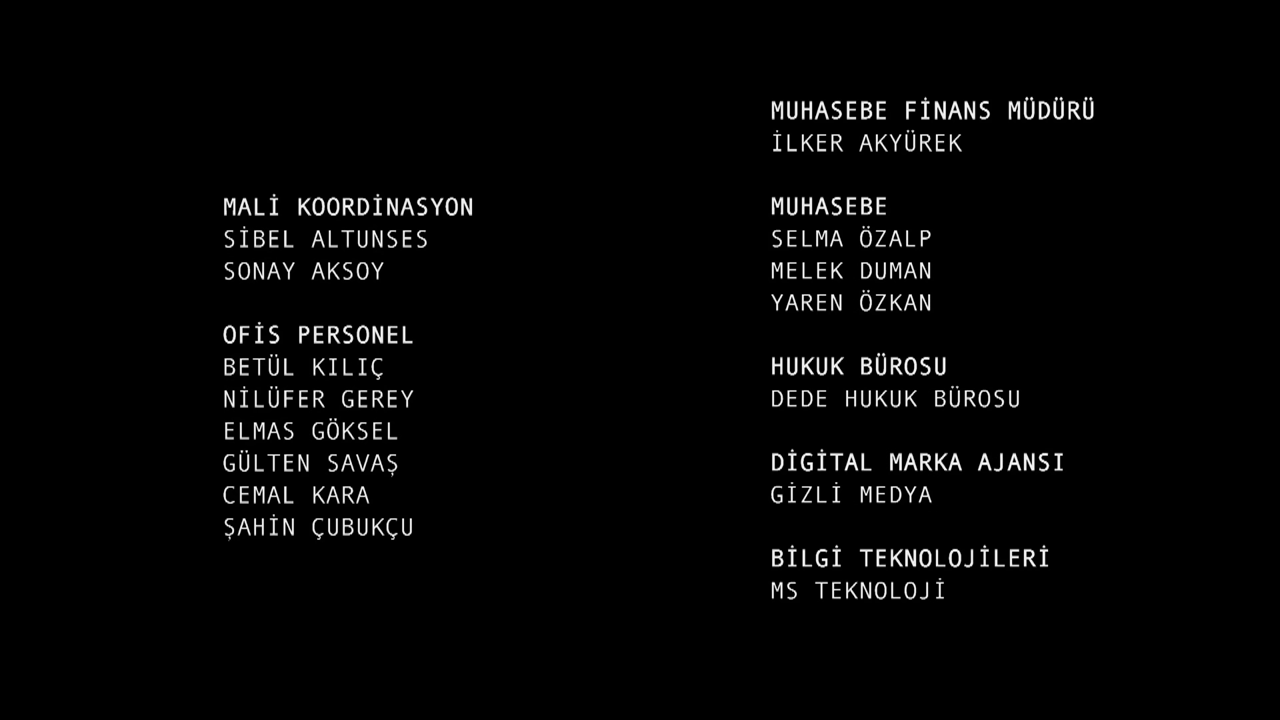 MALİ KOORDİNASYON
SİBEL ALTUNSES
SONAY AKSOY
OFİS PERSONEL
BETÜL KILIÇ
NİLÜFER GEREY
ELMAS GÖKSEL
GÜLTEN SAVAŞ
CEMAL KARA
ŞAHİN ÇUBUKÇU
MUHASEBE FİNANS MÜDÜRÜ
İLKER AKYÜREK
MUHASEBE
SELMA ÖZALP
MELEK DUMAN
YAREN ÖZKAN
HUKUK BÜROSU
DEDE HUKUK BÜROSU
DİGİTAL MARKA AJANSI
GİZLİ MEDYA
BİLGİ TEKNOLOJİLERİ
MS TEKNOLOJİ